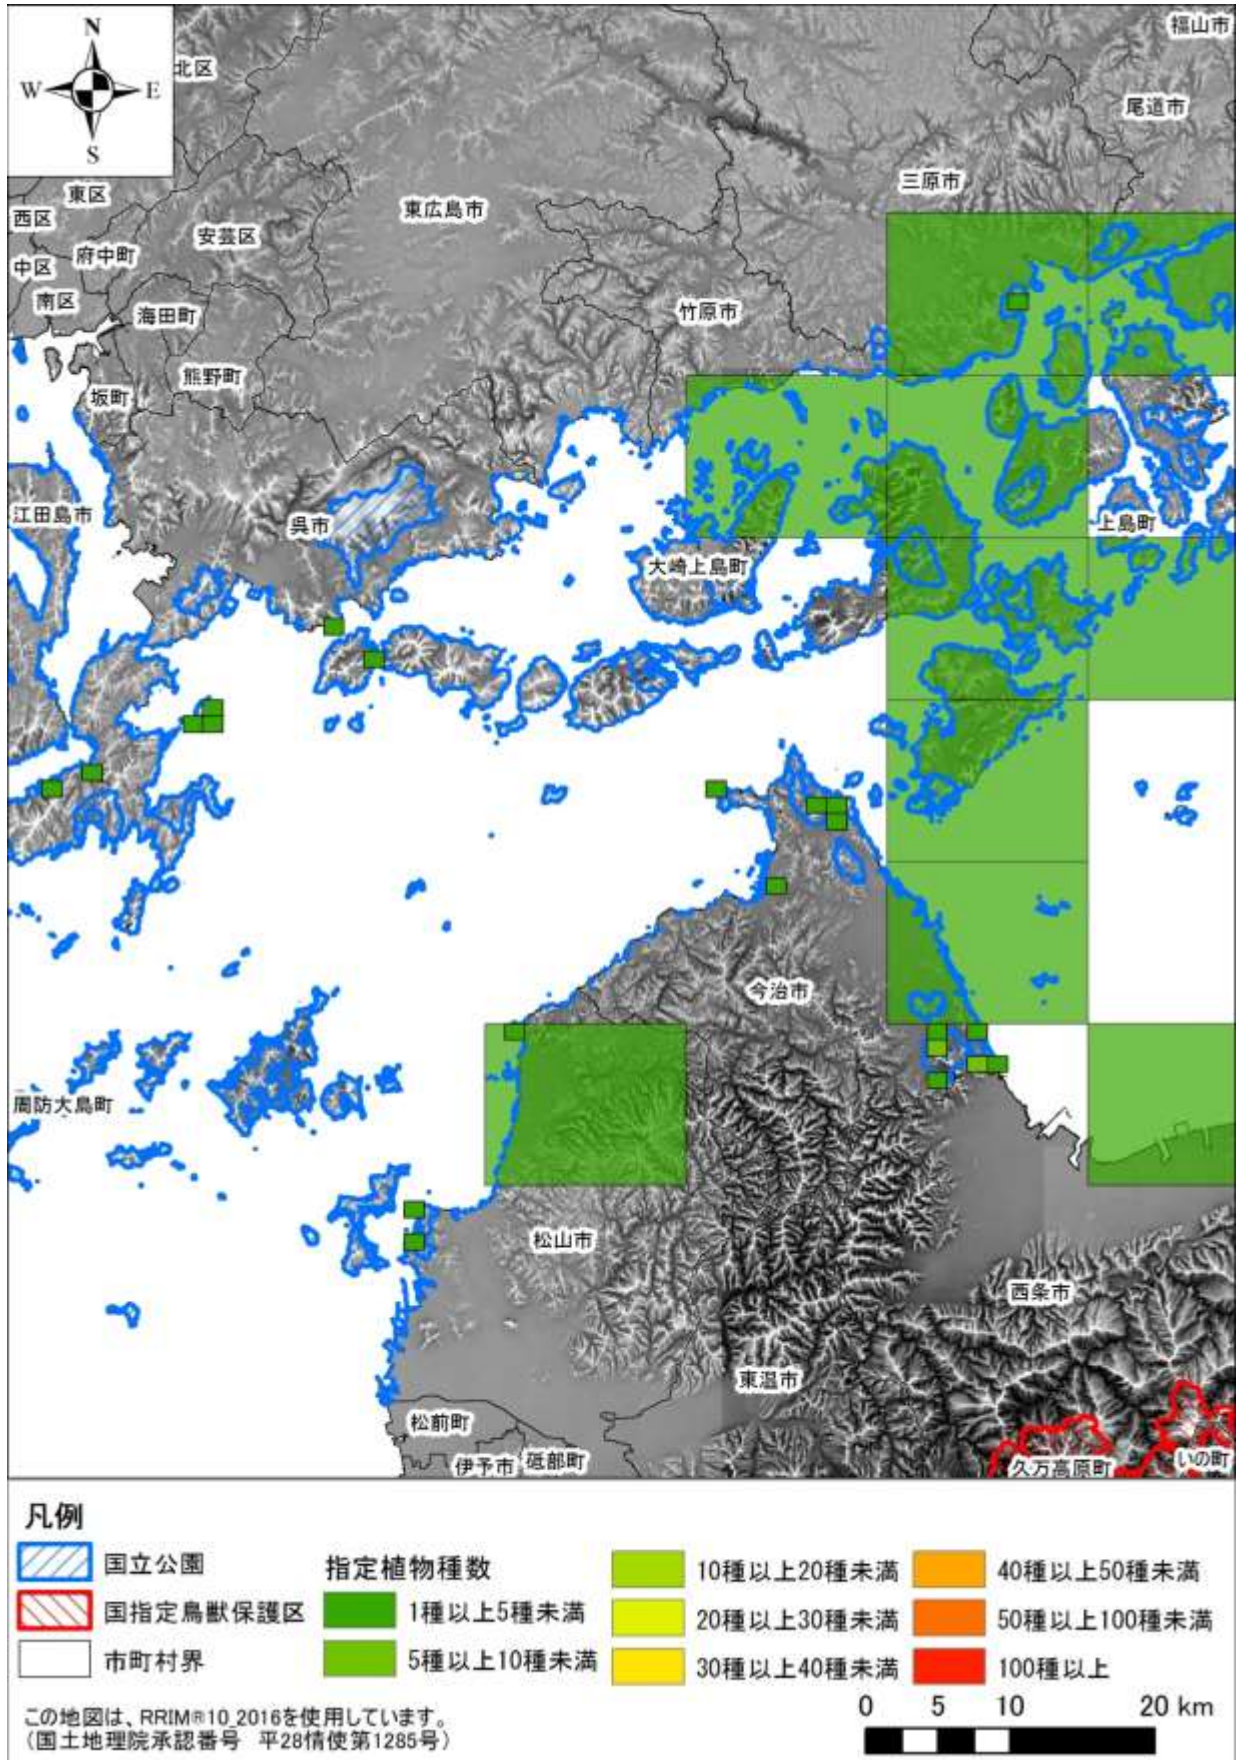 N
W
E
S
北区
福山市
尾道市
三原市
東区
西区
東広島市
安芸区
府中町
中区
南区
海田町
竹原市
熊野町
坂町
江田島市
呉市
上島町
大崎上島町
今治市
周防大島町
松山市
西条市
東温市
松前町
伊予市
砥部町
久万高原町
いの町
凡例
国立公園
国指定鳥獣保護区
市町村界
指定植物種数
1種以上5種未満
5種以上10種未満
10種以上20種未満
20種以上30種未満
30種以上40種未満
40種以上50種未満
50種以上100種未満
100種以上
この地図は、RRIM®10_2016を使用しています。
（国土地理院承認番号 平28情使第1285号）
0 5 10 20 km